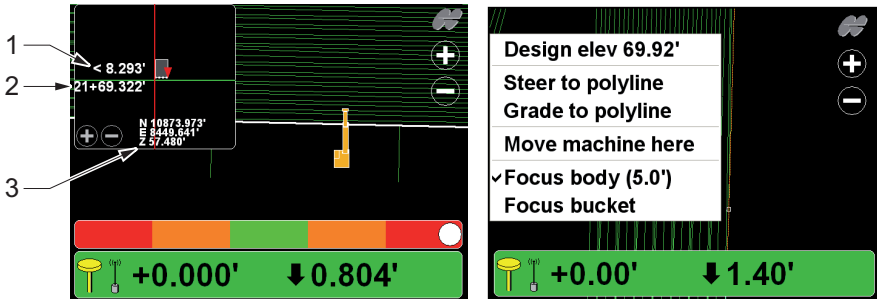 1
< 8.293'
2
21+69.322'
N 10873.973'
E 8449.641'
Z 57.480'
3
+0.000' 0.804'
Design elev 69.92'
Steer to polyline
Grade to polyline
Move machine here
Focus body (5.0')
Focus bucket
+0.00' 1.40'